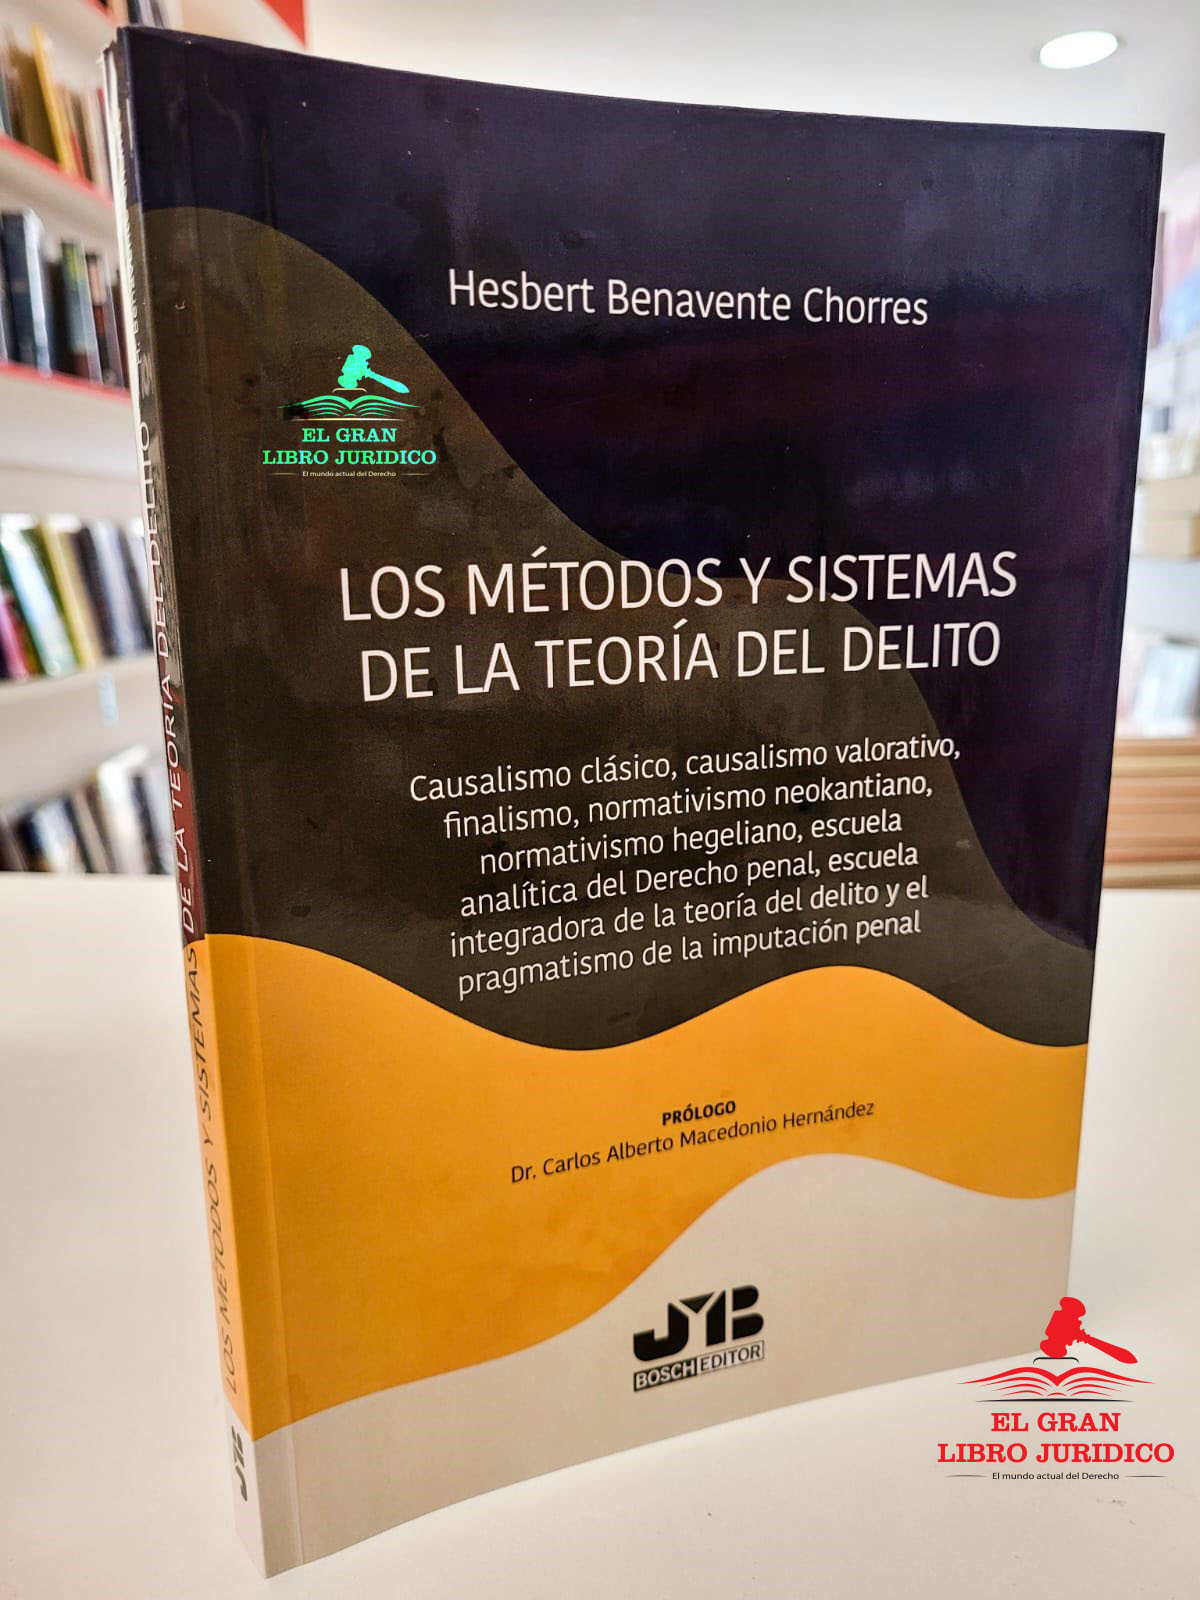 Hesbert Benavente Chorres
EL GRAN
LIBRO JURIDICO
El mundo actual del Derecho
LOS MÉTODOS Y SISTEMAS
DE LA TEORÍA DEL DELITO
Causalismo clásico, causalismo valorativo,
finalismo, normativismo neokantiano,
normativismo hegeliano, escuela
analítica del Derecho penal, escuela
integradora de la teoría del delito y el
pragmatismo de la imputación penal
PRÓLOGO
Dr. Carlos Alberto Macedonio Hernández
JYB
BOSCH EDITOR
LOS MÉTODOS Y SISTEMAS DE LA TEORÍA DEL DELITO
JYB
EL GRAN
LIBRO JURIDICO
El mundo actual del Derecho